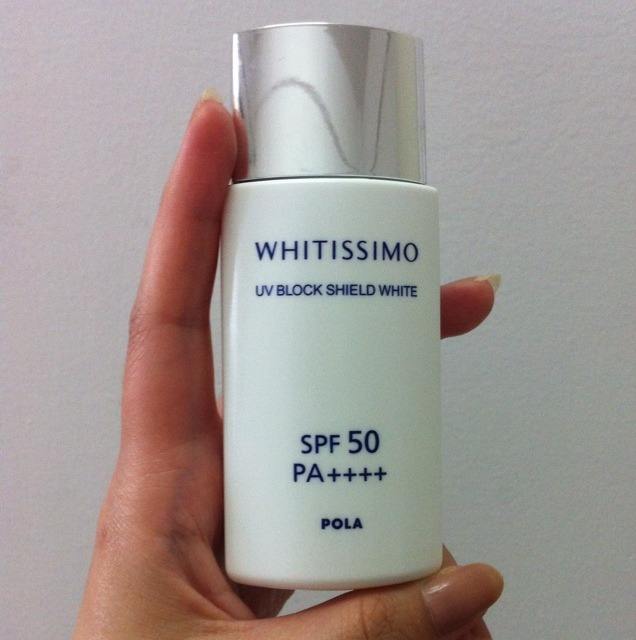 WHITISSIMO
UV BLOCK SHIELD WHITE
SPF 50
PA++++
POLA